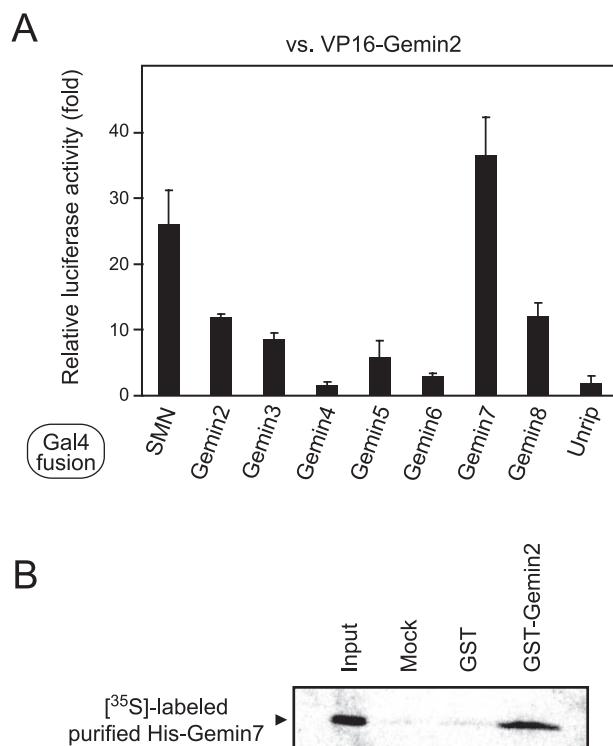 A
vs. VP16-Gemin2
Relative luciferase activity (fold)
40
30
20
10
0
Gal4
fusion
SMN
Gemin2
Gemin3
Gemin4
Gemin5
Gemin6
Gemin7
Gemin8
Unrip
B
Input
Mock
GST
GST-Gemin2
[³⁵S]-labeled
purified His-Gemin7